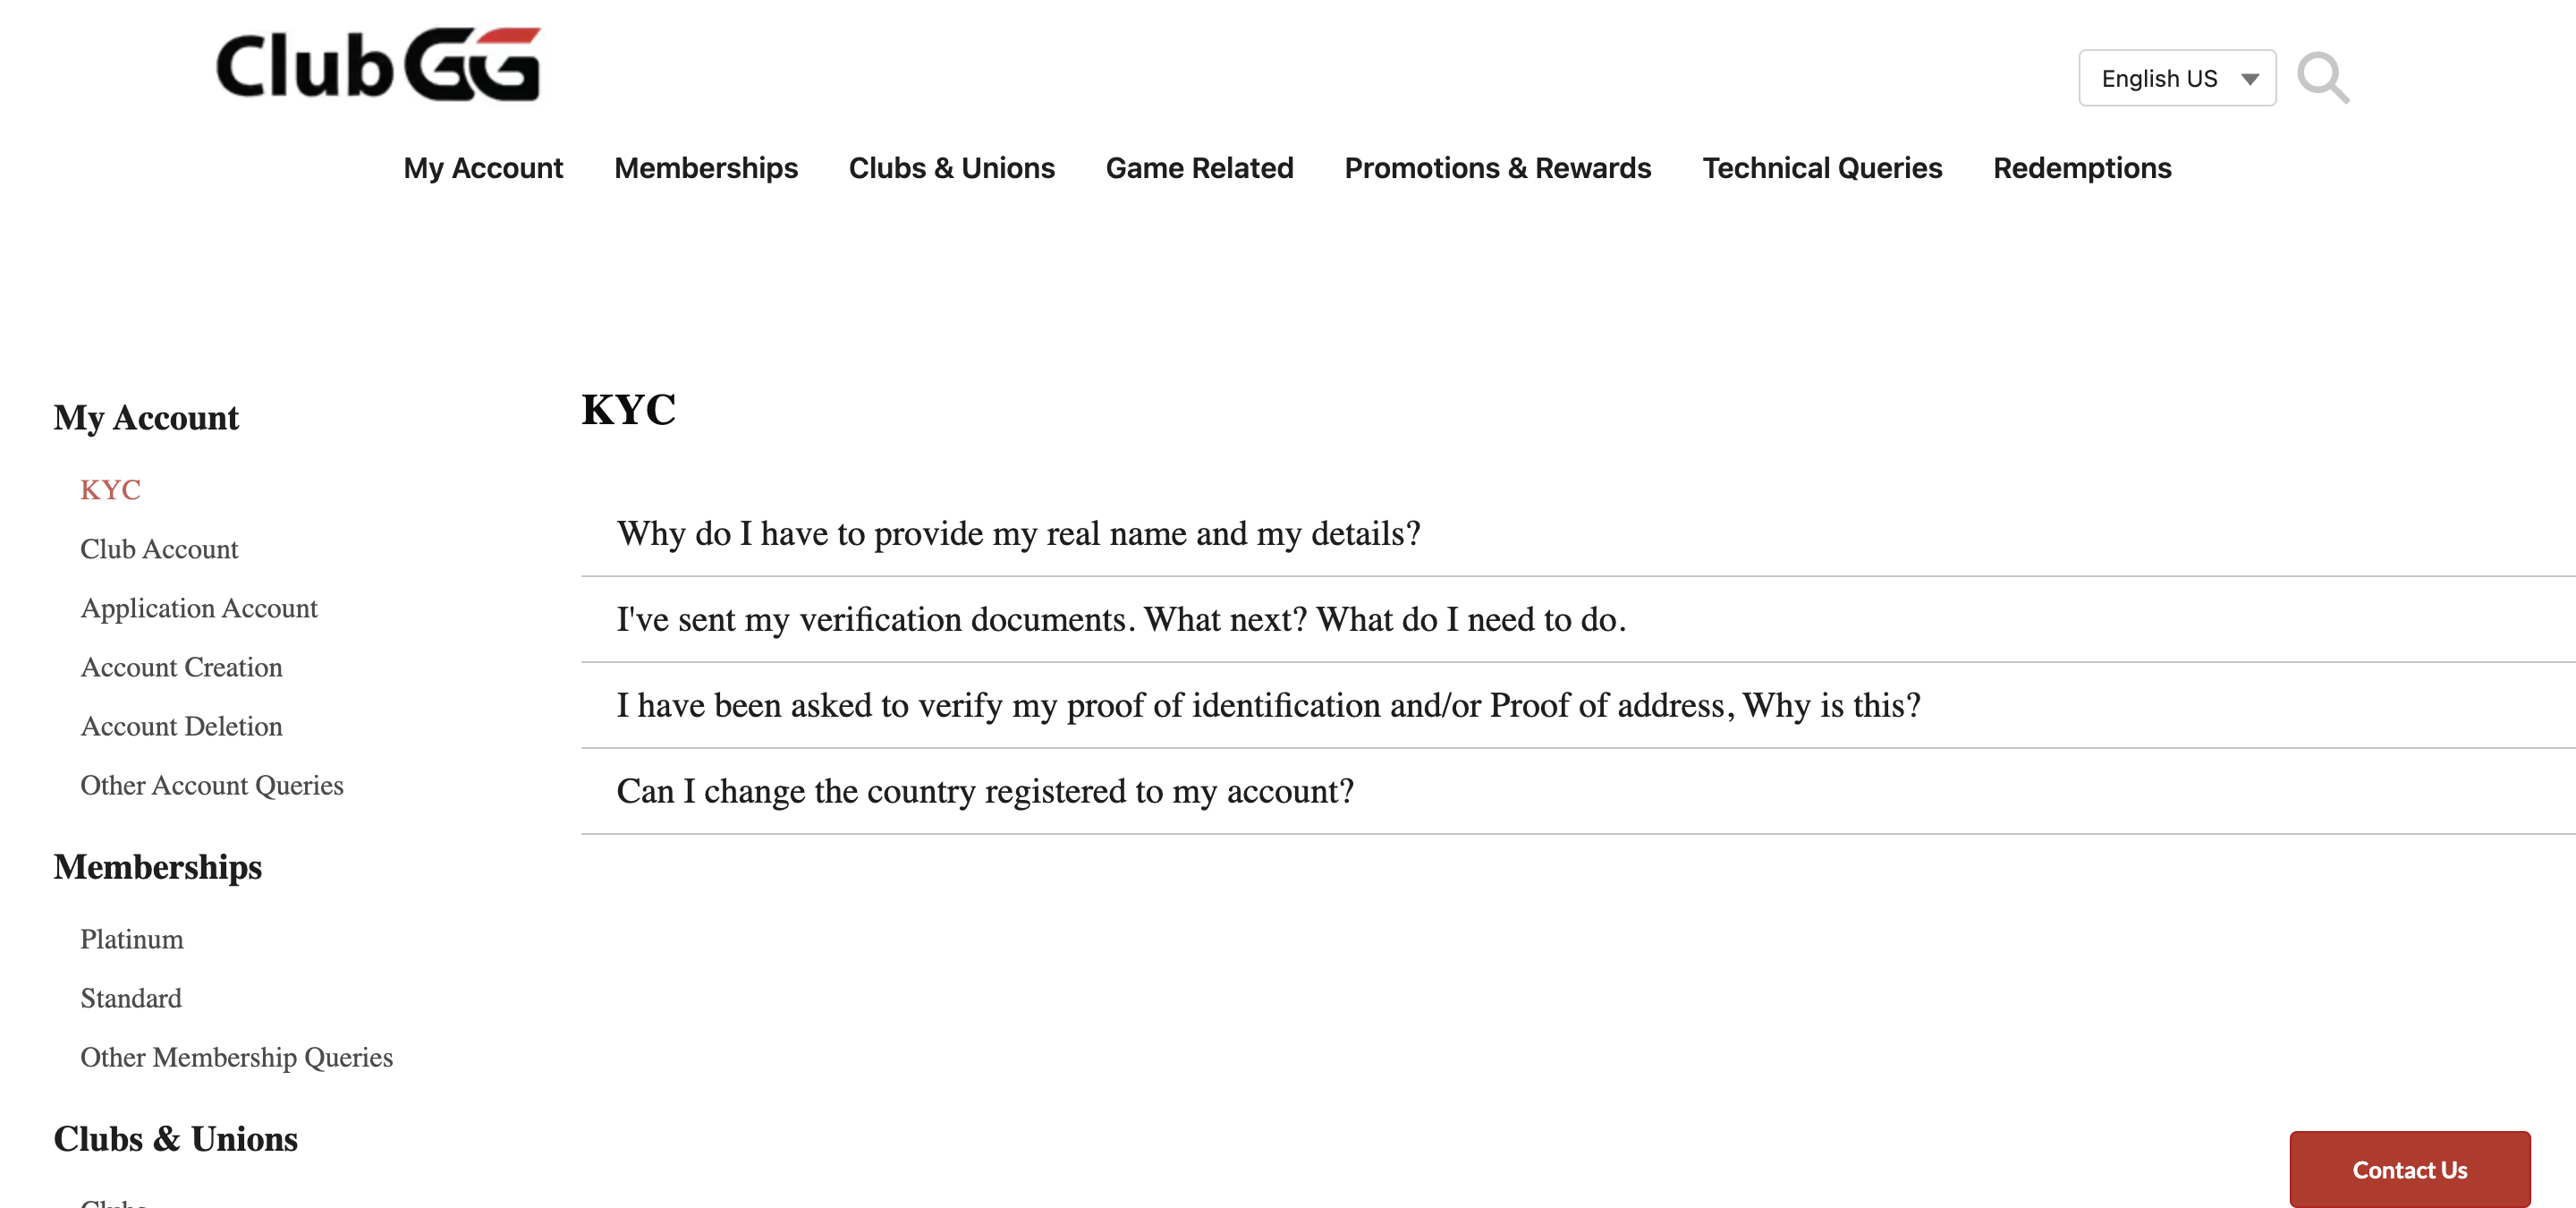 Club GG
English US
My Account Memberships Clubs & Unions Game Related Promotions & Rewards Technical Queries Redemptions
My Account
KYC
Club Account
Application Account
Account Creation
Account Deletion
Other Account Queries
Memberships
Platinum
Standard
Other Membership Queries
Clubs & Unions
Clubs
KYC
Why do I have to provide my real name and my details?
I've sent my verification documents. What next? What do I need to do.
I have been asked to verify my proof of identification and/or Proof of address, Why is this?
Can I change the country registered to my account?
Contact Us